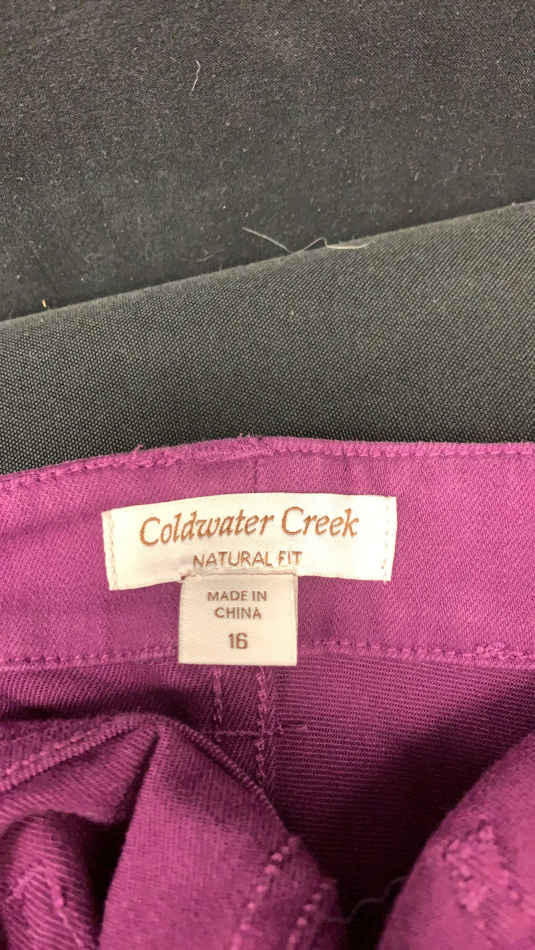 Coldwater Creek
NATURAL FIT
MADE IN
CHINA
16